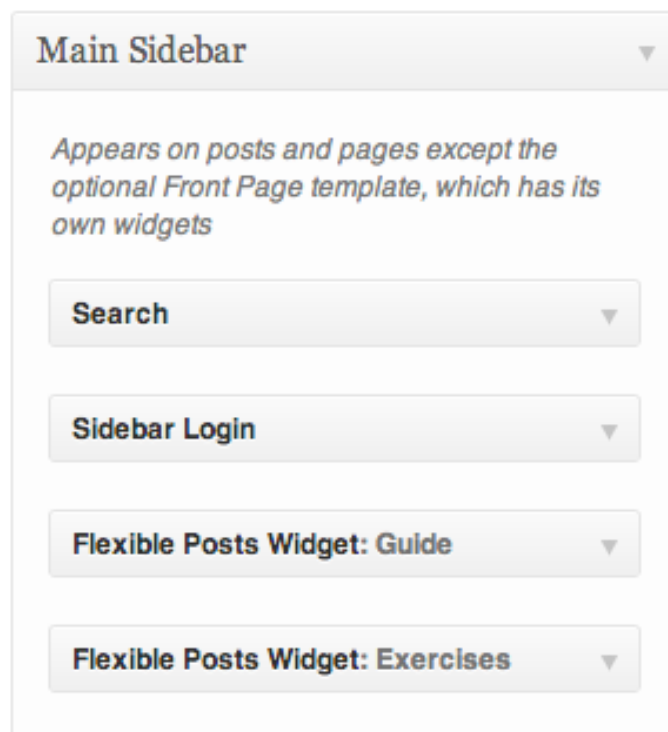 Main Sidebar
Appears on posts and pages except the
optional Front Page template, which has its
own widgets
Search
Sidebar Login
Flexible Posts Widget: Guide
Flexible Posts Widget: Exercises